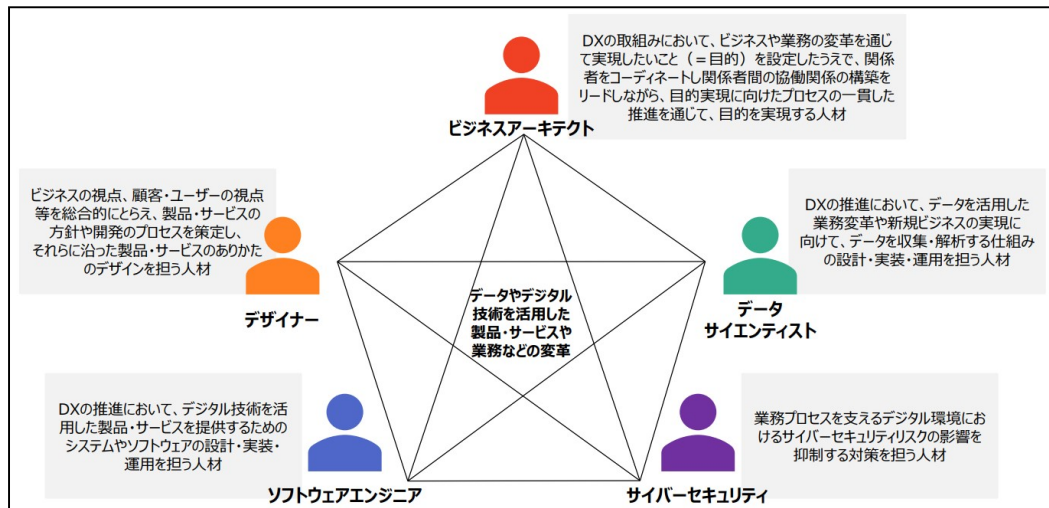 DXの取組みにおいて、ビジネスや業務の変革を通じ
て実現したいこと（＝目的）を設定したうえで、関係
者をコーディネートし関係者間の協働関係の構築を
リードしながら、目的実現に向けたプロセスの一貫した
推進を通じて、目的を実現する人材
ビジネスアーキテクト
ビジネスの視点、顧客・ユーザーの視点
等を総合的にとらえ、製品・サービスの
方針や開発のプロセスを策定し、
それらに沿った製品・サービスのありかた
のデザインを担う人材
デザイナー
DXの推進において、データを活用した
業務変革や新規ビジネスの実現に
向けて、データを収集・解析する仕組み
の設計・実装・運用を担う人材
データ
サイエンティスト
データやデジタル
技術を活用した
製品・サービスや
業務などの変革
DXの推進において、デジタル技術を活
用した製品・サービスを提供するための
システムやソフトウェアの設計・実装・
運用を担う人材
ソフトウェアエンジニア
業務プロセスを支えるデジタル環境にお
けるサイバーセキュリティリスクの影響を
抑制する対策を担う人材
サイバーセキュリティ